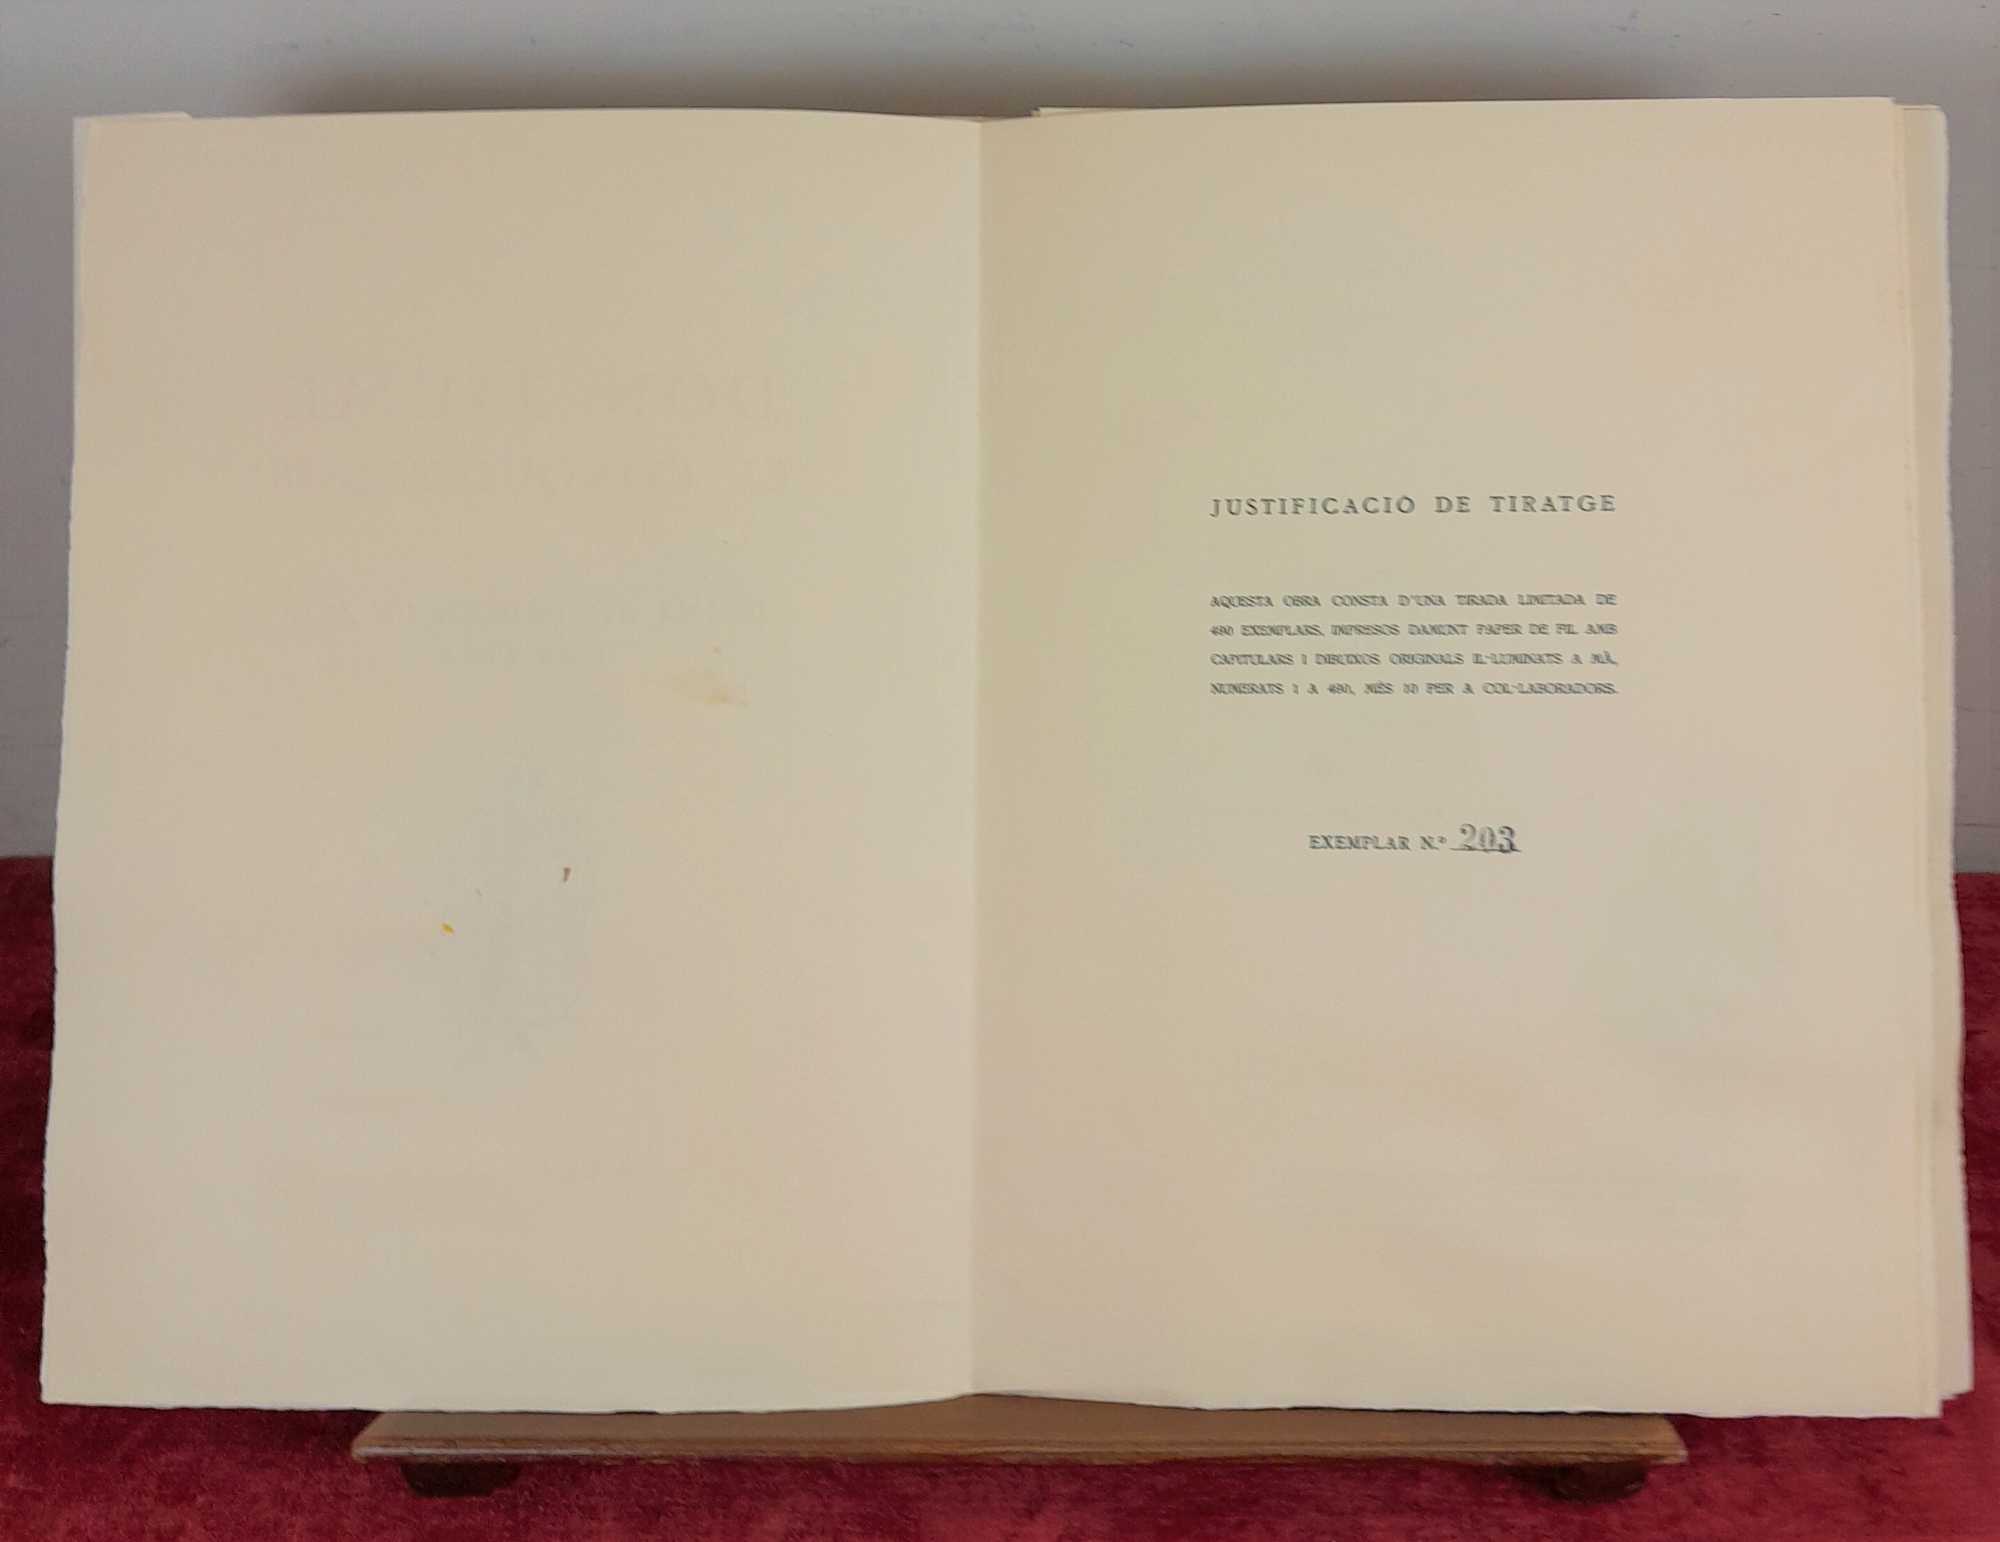 JUSTIFICACIÓ DE TIRATGE
AQUESTA OBRA CONSTA D'UNA TIRADA LIMITADA DE
490 EXEMPLARS, IMPRESOS DAMUNT PAPER DE FIL AMB
CAPITULARS I DIBUIXOS ORIGINALS IL·LUMINATS A MÀ,
NUMERATS 1 A 490, MÉS 10 PER A COL·LABORADORS.
EXEMPLAR N.º 203